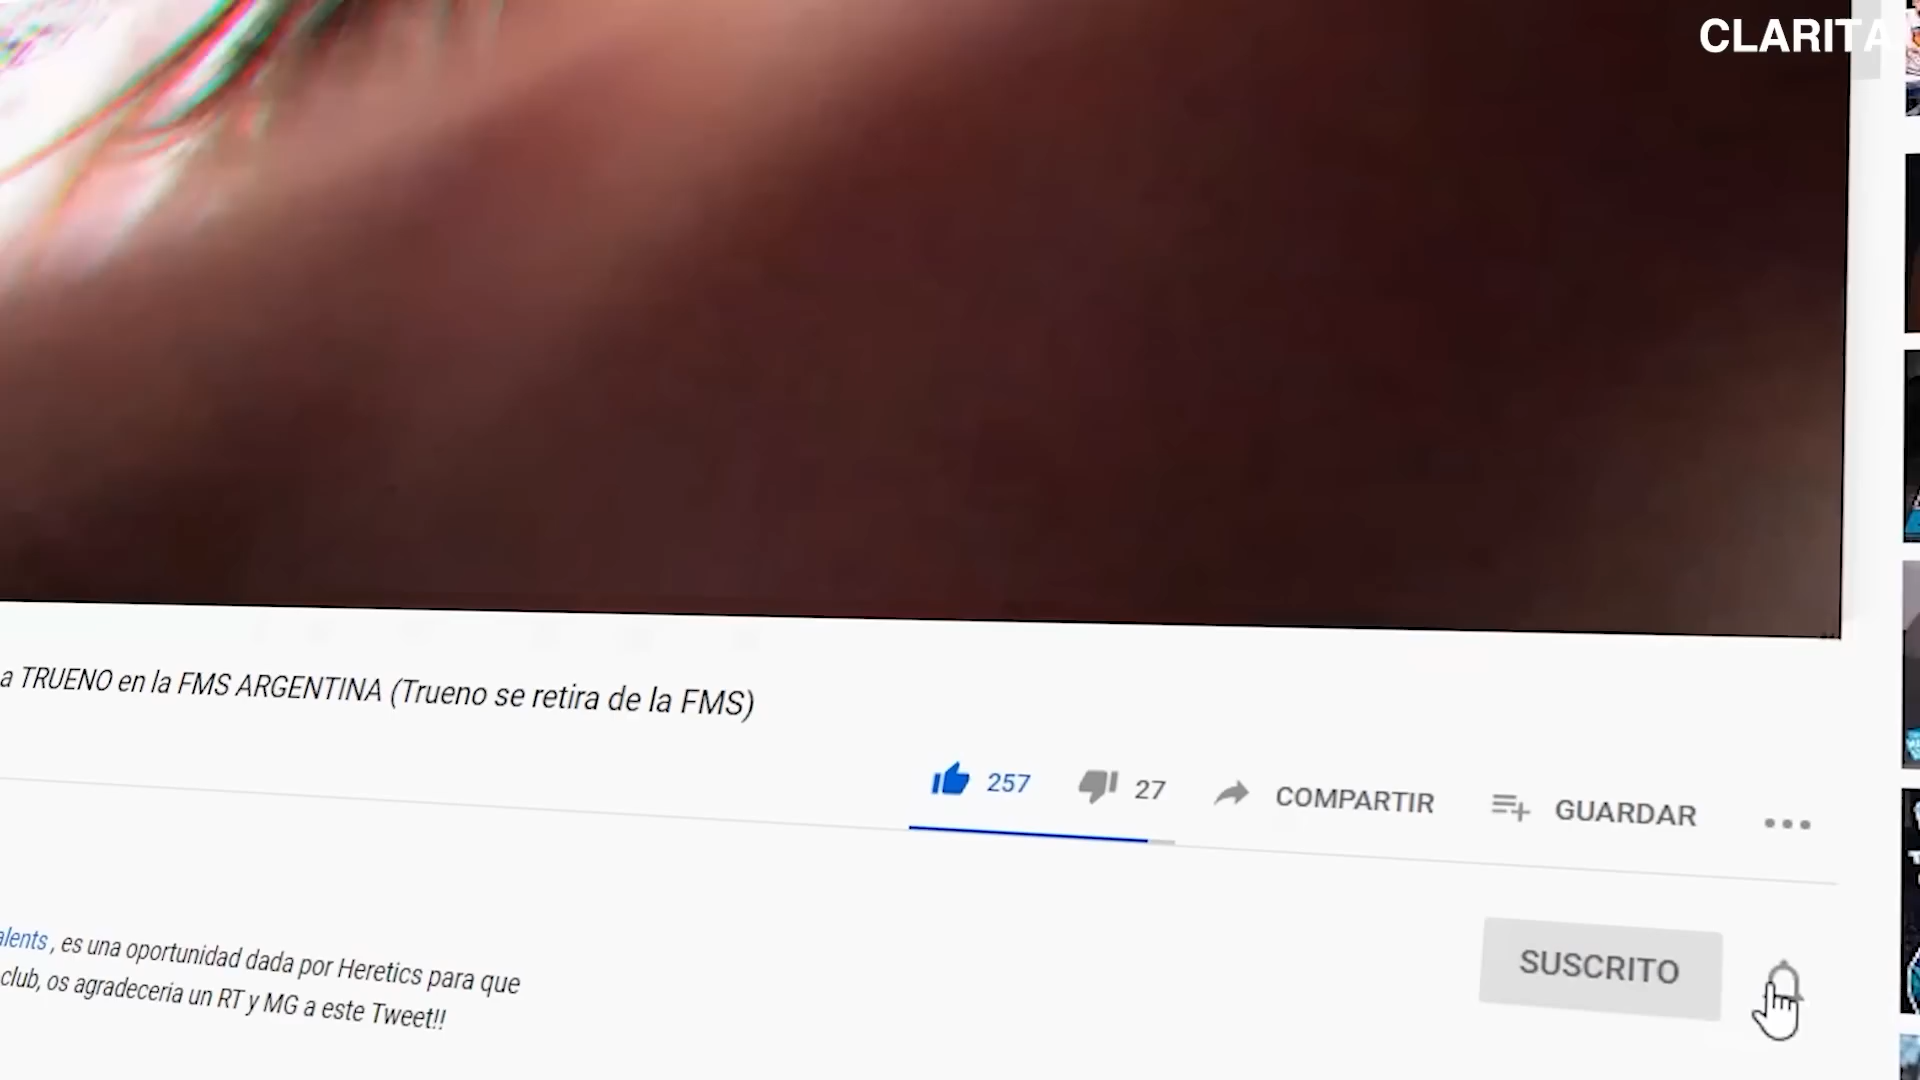 CLARITA
a TRUENO en la FMS ARGENTINA (Trueno se retira de la FMS)
257 27 COMPARTIR GUARDAR
SUSCRITO
alents, es una oportunidad dada por Heretics para que
club, os agradeceria un RT y MG a este Tweet!!